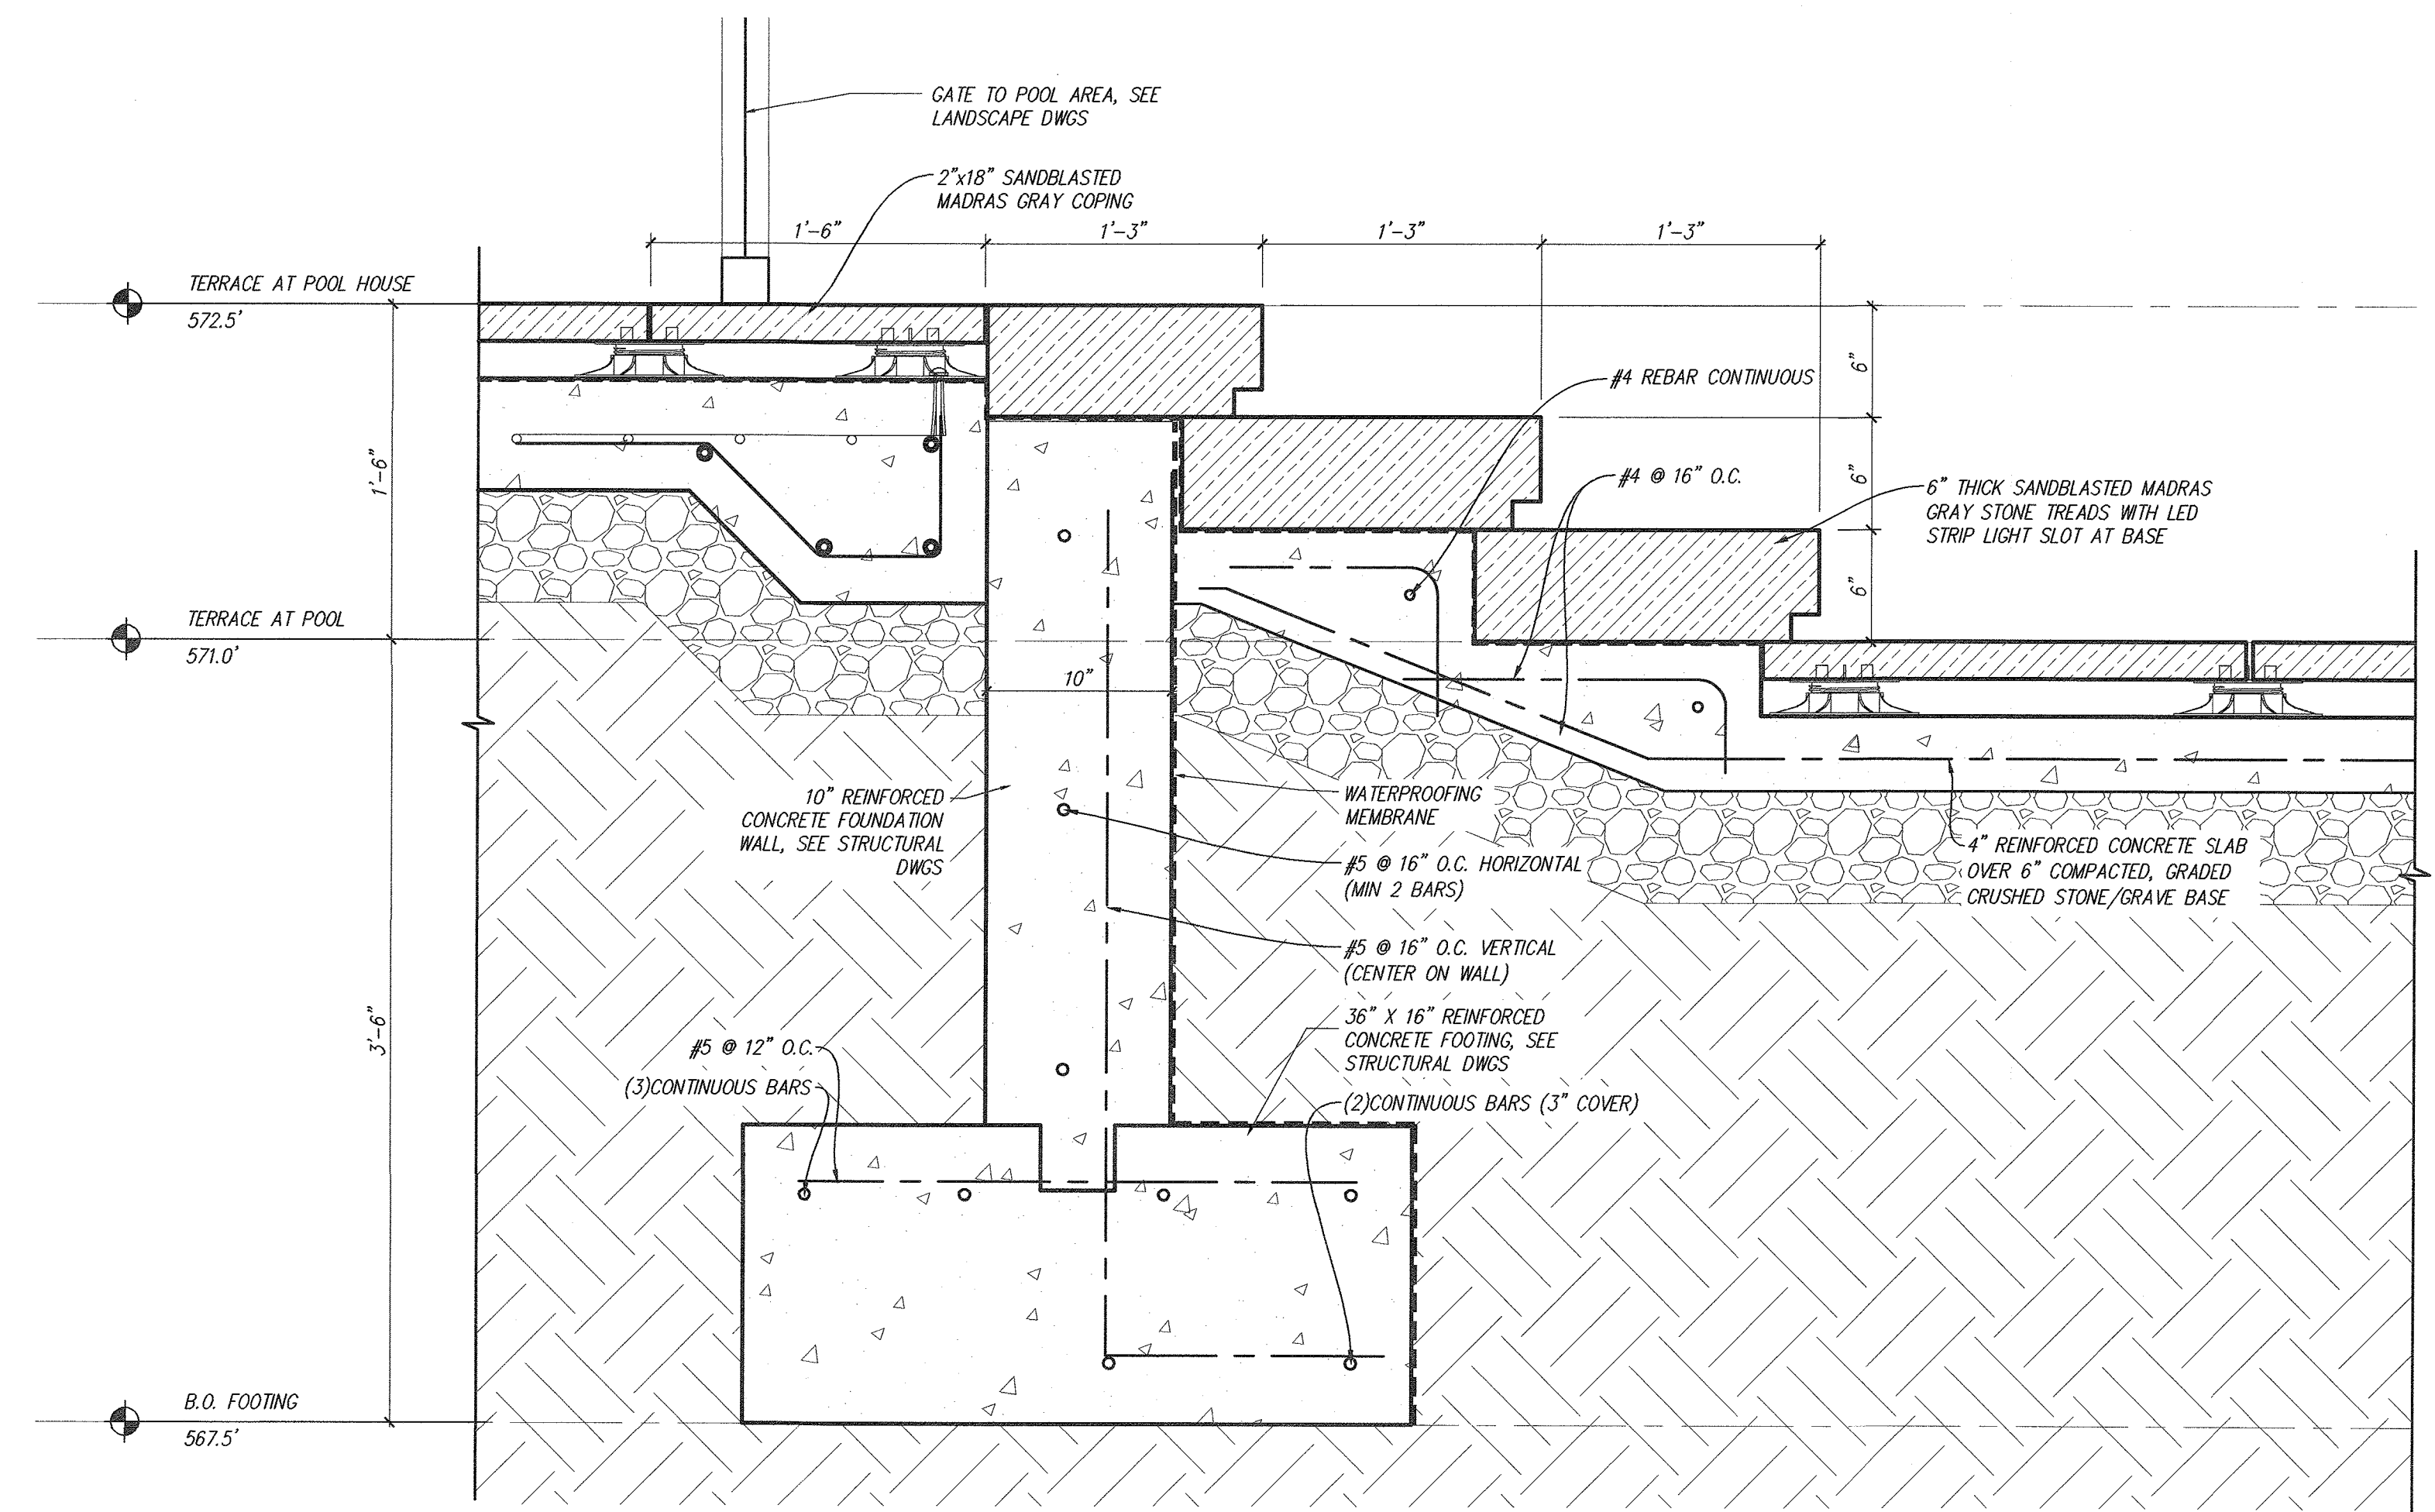 GATE TO POOL AREA, SEE
LANDSCAPE DWGS
2"x18" SANDBLASTED
MADRAS GRAY COPING
1'-6"
1'-3"
1'-3"
1'-3"
TERRACE AT POOL HOUSE
572.5'
6"
#4 REBAR CONTINUOUS
1'-6"
6"
#4 @ 16" O.C.
6" THICK SANDBLASTED MADRAS
GRAY STONE TREADS WITH LED
STRIP LIGHT SLOT AT BASE
6"
TERRACE AT POOL
571.0'
10"
10" REINFORCED
CONCRETE FOUNDATION
WALL, SEE STRUCTURAL
DWGS
WATERPROOFING
MEMBRANE
#5 @ 16" O.C. HORIZONTAL
(MIN 2 BARS)
4" REINFORCED CONCRETE SLAB
OVER 6" COMPACTED, GRADED
CRUSHED STONE/GRAVE BASE
#5 @ 16" O.C. VERTICAL
(CENTER ON WALL)
3'-6"
36" X 16" REINFORCED
CONCRETE FOOTING, SEE
STRUCTURAL DWGS
#5 @ 12" O.C.
(3)CONTINUOUS BARS
(2)CONTINUOUS BARS (3" COVER)
B.O. FOOTING
567.5'